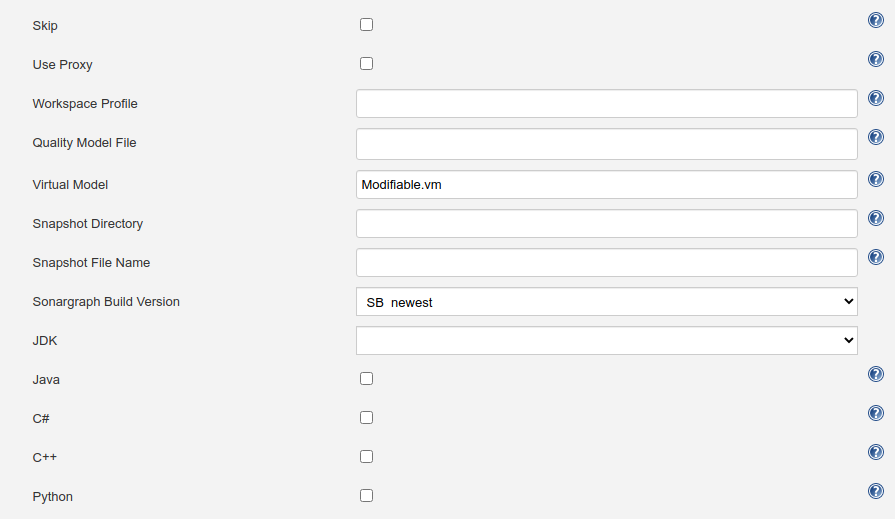 Skip
Use Proxy
Workspace Profile
Quality Model File
Virtual Model Modifiable.vm
Snapshot Directory
Snapshot File Name
Sonargraph Build Version SB newest
JDK
Java
C#
C++
Python